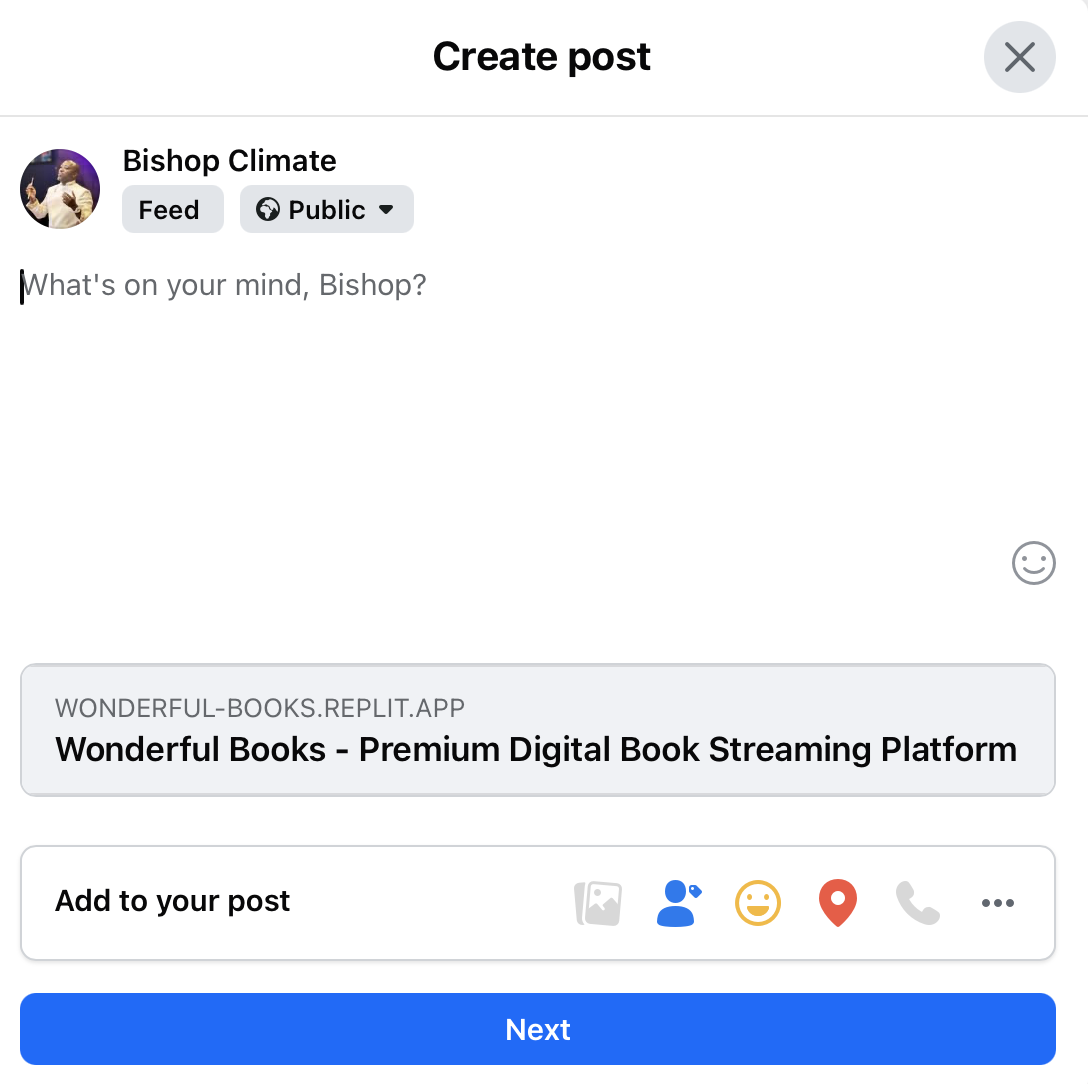 Create post
Bishop Climate
Feed
Public
What's on your mind, Bishop?
WONDERFUL-BOOKS.REPLIT.APP
Wonderful Books - Premium Digital Book Streaming Platform
Add to your post
Next